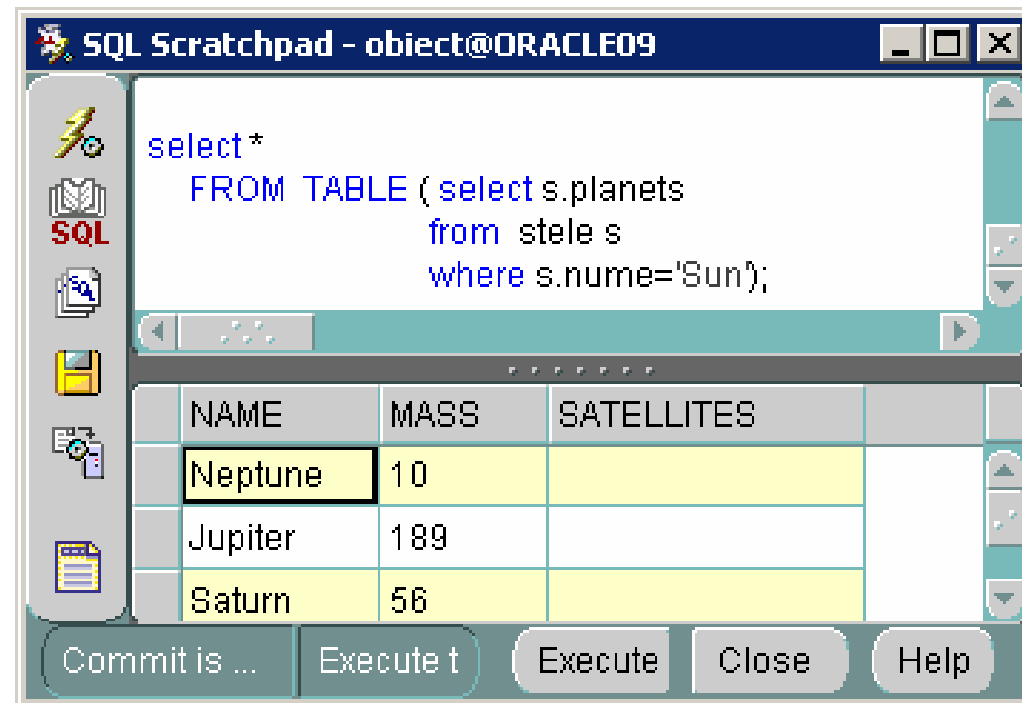 SQL Scratchpad - obiect@ORACLE09
select *
FROM TABLE ( select s.planets
from stele s
where s.nume='Sun');
SQL
NAME MASS SATELLITES
Neptune 10
Jupiter 189
Saturn 56
Commit is ... Execute t Execute Close Help